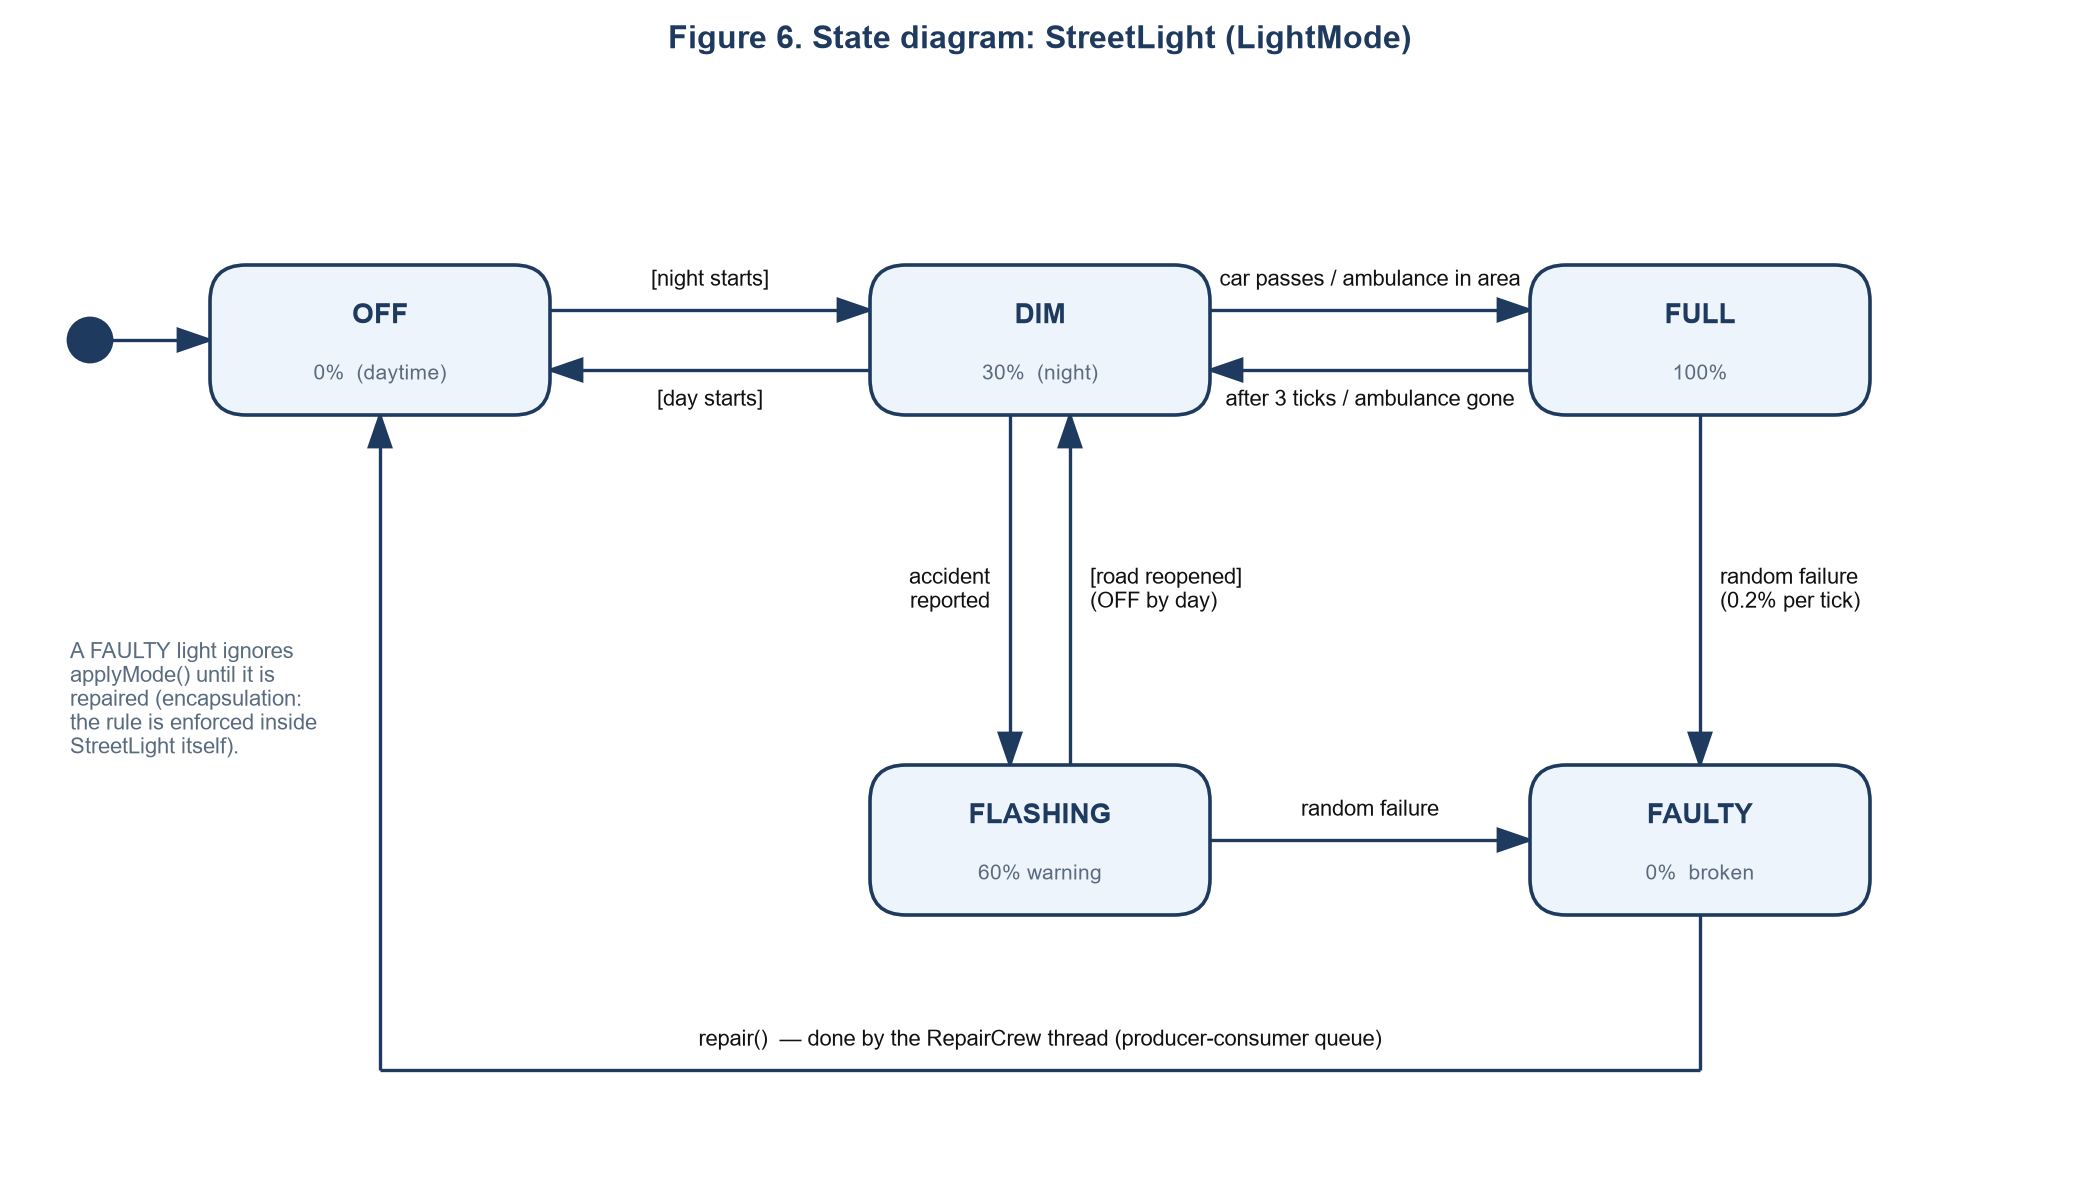 Figure 6. State diagram: StreetLight (LightMode)
OFF
0% (daytime)
[night starts]
[day starts]
DIM
30% (night)
car passes / ambulance in area
after 3 ticks / ambulance gone
FULL
100%
accident
reported
[road reopened]
(OFF by day)
random failure
(0.2% per tick)
A FAULTY light ignores
applyMode() until it is
repaired (encapsulation:
the rule is enforced inside
StreetLight itself).
FLASHING
60% warning
random failure
FAULTY
0% broken
repair() — done by the RepairCrew thread (producer-consumer queue)